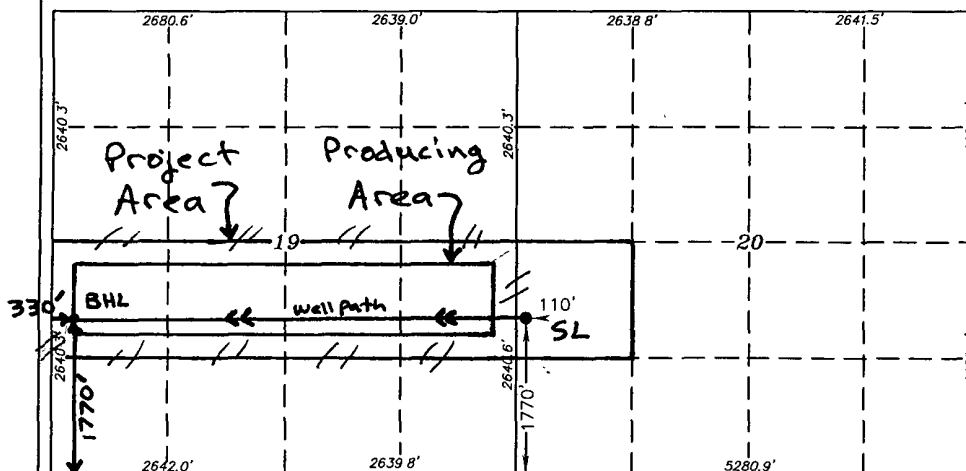 2680.6'
2639.0'
2638 8'
2641.5'
2640 3'
2640.3'
Project
Area
Producing
Area
19
20
330'
BHL
well path
110'
SL
2640.3'
2640.6'
1770'
1770'
2642.0'
2639 8'
5280.9'